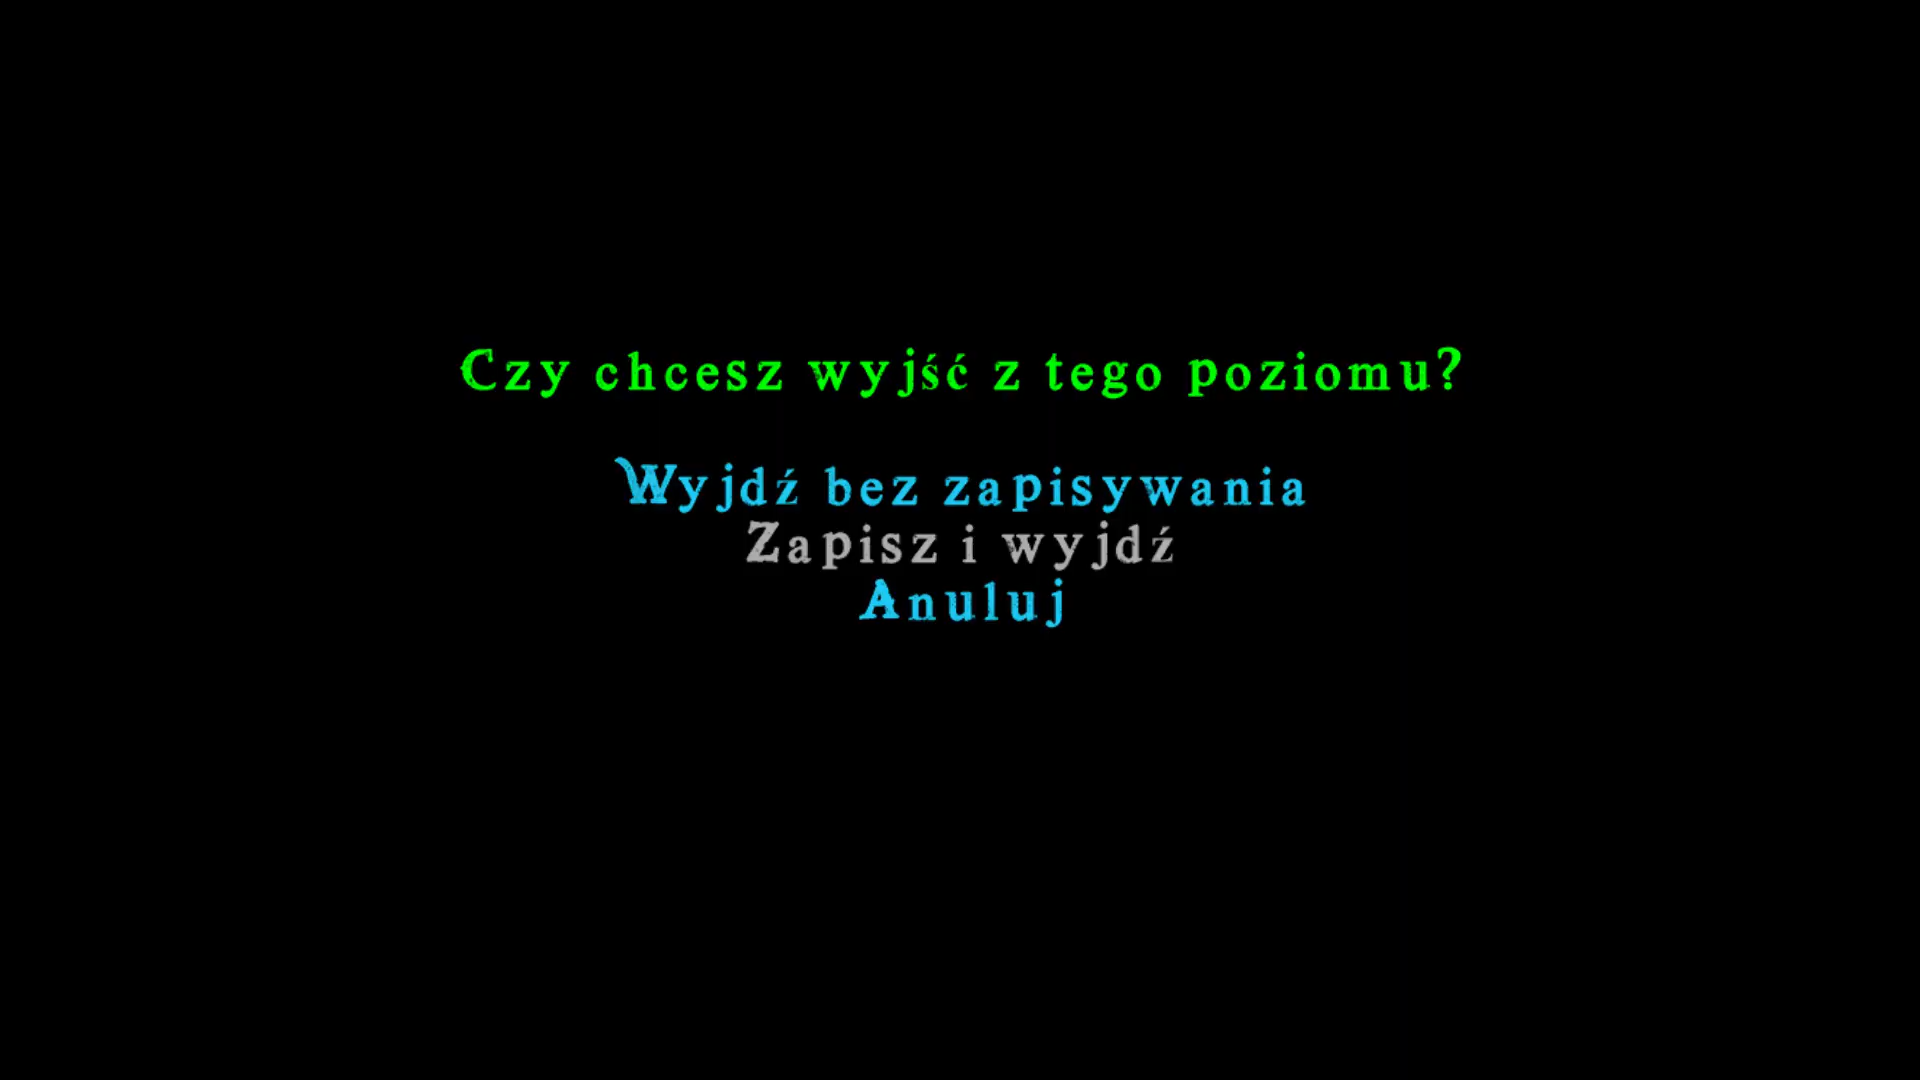 Czy chcesz wyjść z tego poziomu?
Wyjdź bez zapisywania
Zapisz i wyjdź
Anuluj